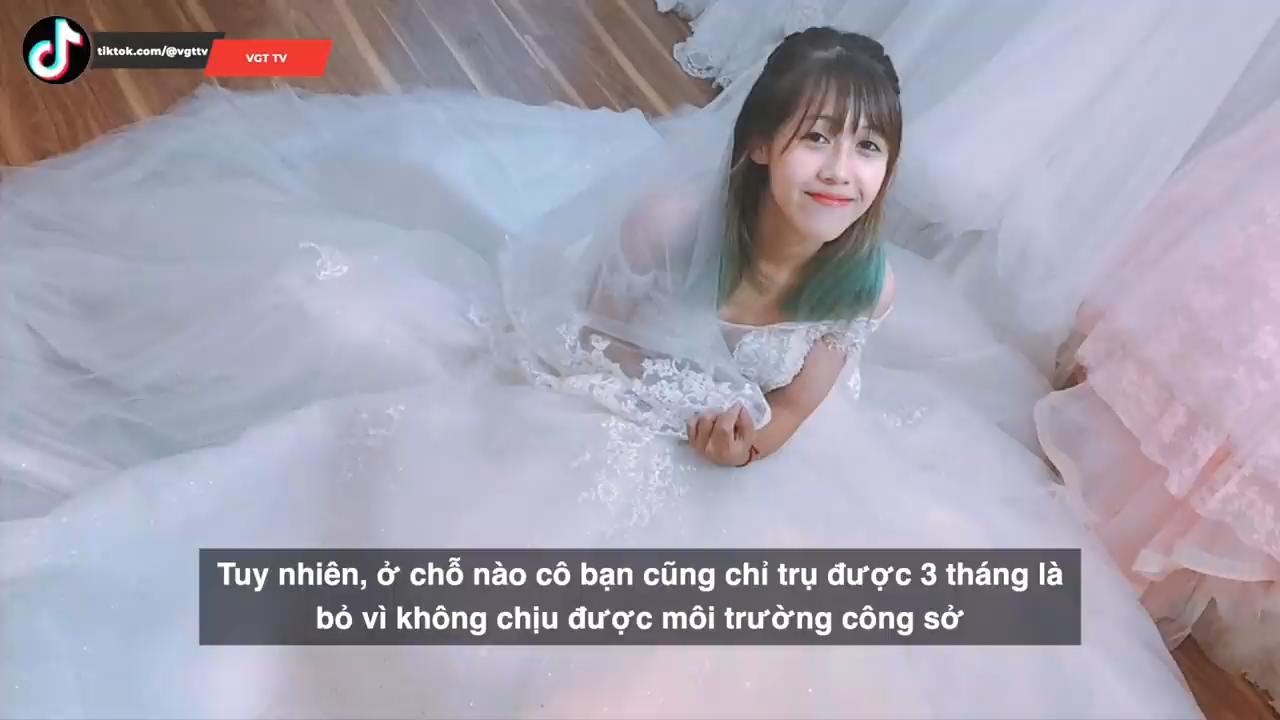 tiktok.com/@vgttv
VGT TV
Tuy nhiên, ở chỗ nào cô bạn cũng chỉ trụ được 3 tháng là
bỏ vì không chịu được môi trường công sở